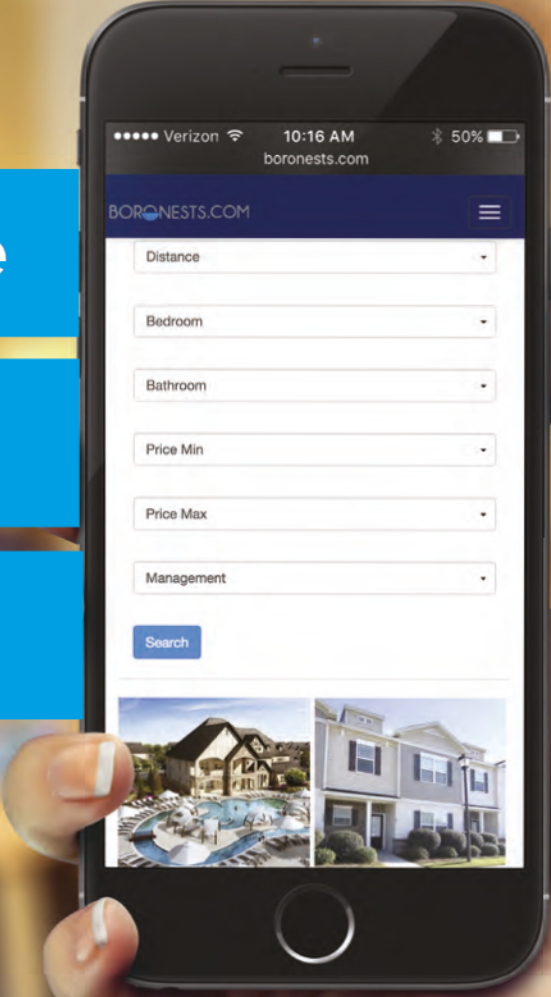 ●●●●● Verizon 10:16 AM 50%
boronests.com
BORONESTS.COM
e
Distance
Bedroom
Bathroom
Price Min
Price Max
Management
Search